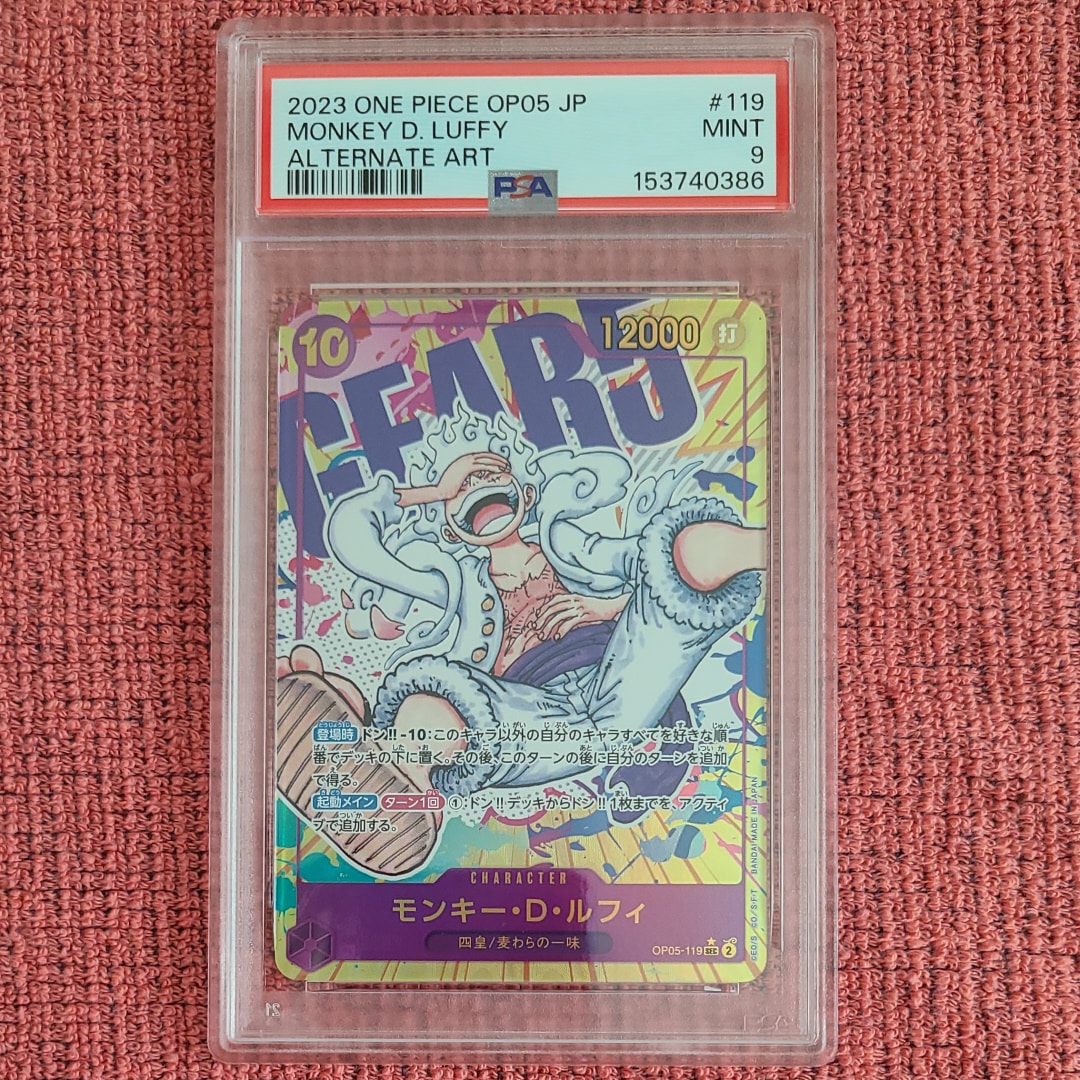 2023 ONE PIECE OP05 JP #119
MONKEY D. LUFFY MINT
ALTERNATE ART 9
PSA 153740386
10 12000 打
GEAR5
登場時 ドン!!-10:このキャラ以外の自分のキャラすべてを好きな順
番でデッキの下に置く。その後、このターンの後に自分のターンを追加
で得る。
起動メイン ターン1回 ①:ドン!!デッキからドン!!1枚までを、アクティ
ブで追加する。
CHARACTER
モンキー・D・ルフィ
四皇/麦わらの一味
OP05-119 SEC 2
©EO/S ©O/S・F・T BANDAI MADE IN JAPAN
21
PSA